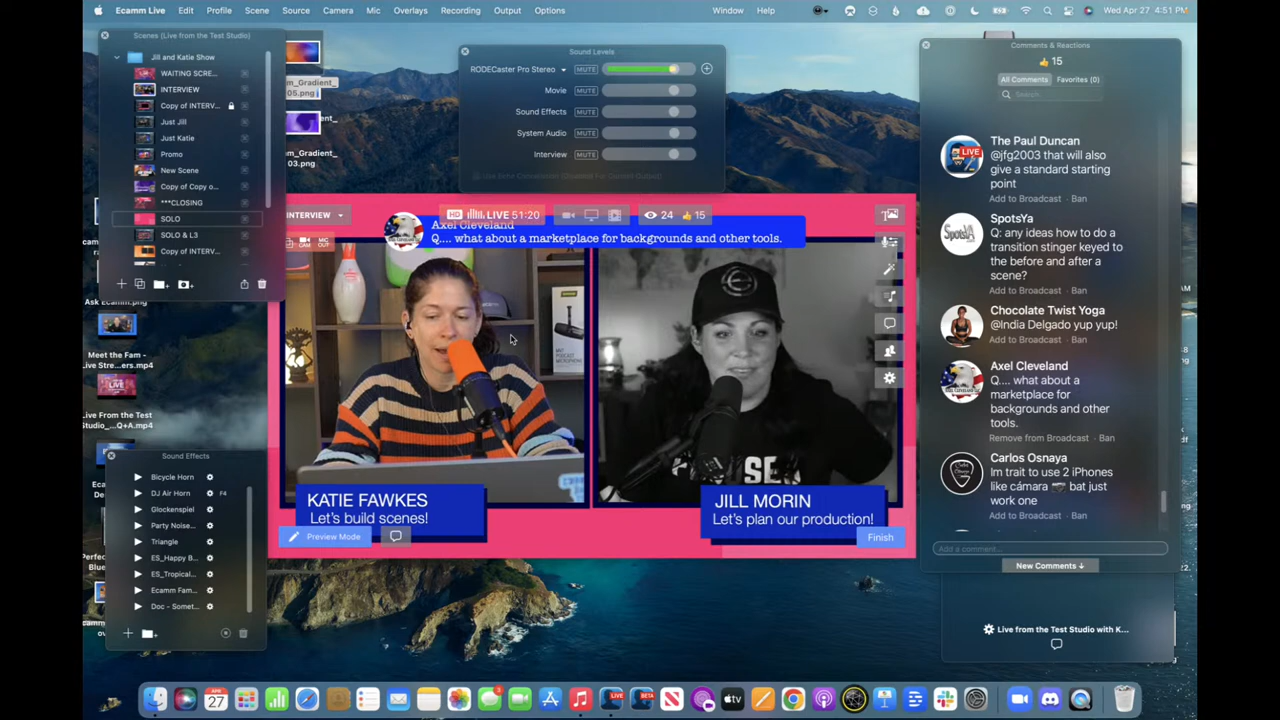 Ecamm Live Edit Profile Scene Source Camera Mic Overlays Recording Output Options Window Help Wed Apr 27 4:51 PM
Scenes (Live from the Test Studio)
Jill and Katie Show
WAITING SCRE...
INTERVIEW
Copy of INTERV...
Just Jill
Just Katie
Promo
New Scene
Copy of Copy o...
***CLOSING
SOLO
SOLO & L3
Copy of INTERV...
Ask Ecamm.png
Meet the Fam -
Live Stre...ers.mp4
Live From the Test
Studio_...Q+A.mp4
Sound Effects
Bicycle Horn
DJ Air Horn F4
Glockenspiel
Party Noise...
Triangle
ES_Happy B...
ES_Tropical...
Ecamm Fam...
Doc - Somet...
Sound Levels
RODECaster Pro Stereo MUTE
Movie MUTE
Sound Effects MUTE
System Audio MUTE
Interview MUTE
INTERVIEW
HD LIVE 51:20 24 15
CAM MIC OUT
Axel Cleveland
Q.... what about a marketplace for backgrounds and other tools.
KATIE FAWKES
Let's build scenes!
JILL MORIN
Let's plan our production!
Preview Mode
Finish
Comments & Reactions
15
All Comments Favorites (0)
Search
The Paul Duncan
@jfg2003 that will also
give a standard starting
point
Add to Broadcast · Ban
SpotsYa
Q: any ideas how to do a
transition stinger keyed to
the before and after a
scene?
Add to Broadcast · Ban
Chocolate Twist Yoga
@India Delgado yup yup!
Add to Broadcast · Ban
Axel Cleveland
Q.... what about a
marketplace for
backgrounds and other
tools.
Remove from Broadcast · Ban
Carlos Osnaya
Im trait to use 2 iPhones
like cámara bat just
work one
Add to Broadcast · Ban
Add a comment...
New Comments ↓
Live from the Test Studio with K...